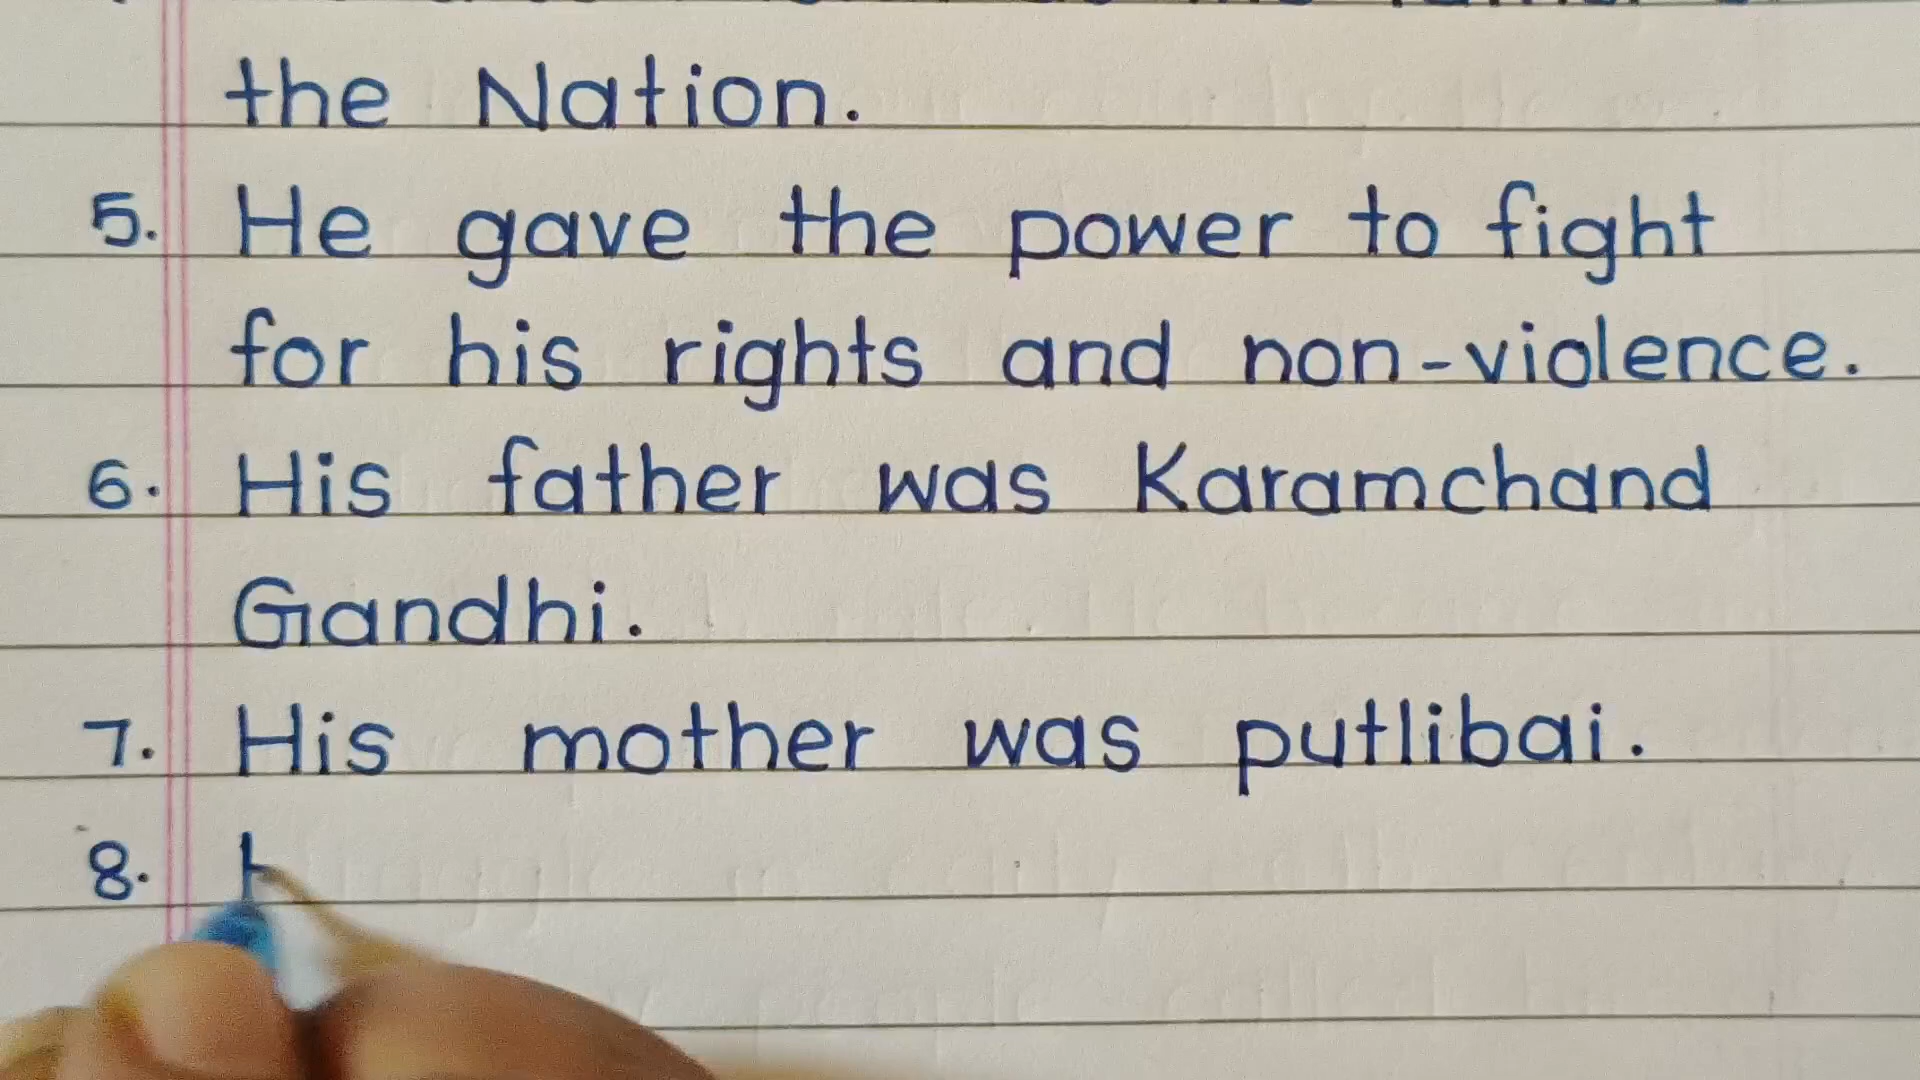 the Nation.
5. He gave the power to fight
for his rights and non-violence.
6. His father was Karamchand
Gandhi.
7. His mother was putlibai.
8. H